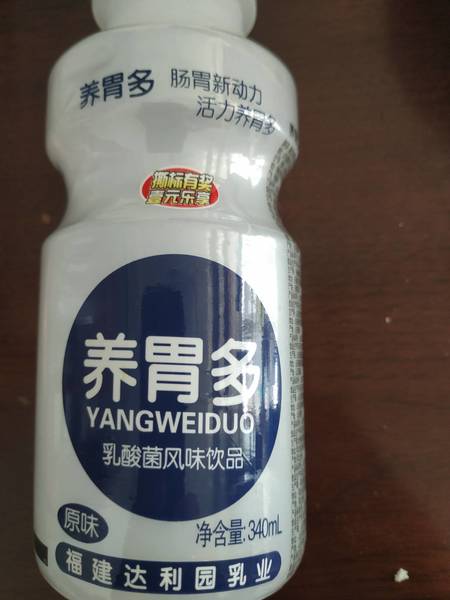 养胃多
肠胃新动力
活力养胃多
撕标有奖
壹元乐享
养胃多
YANGWEIDUO
乳酸菌风味饮品
原味
净含量:340mL
福建达利园乳业